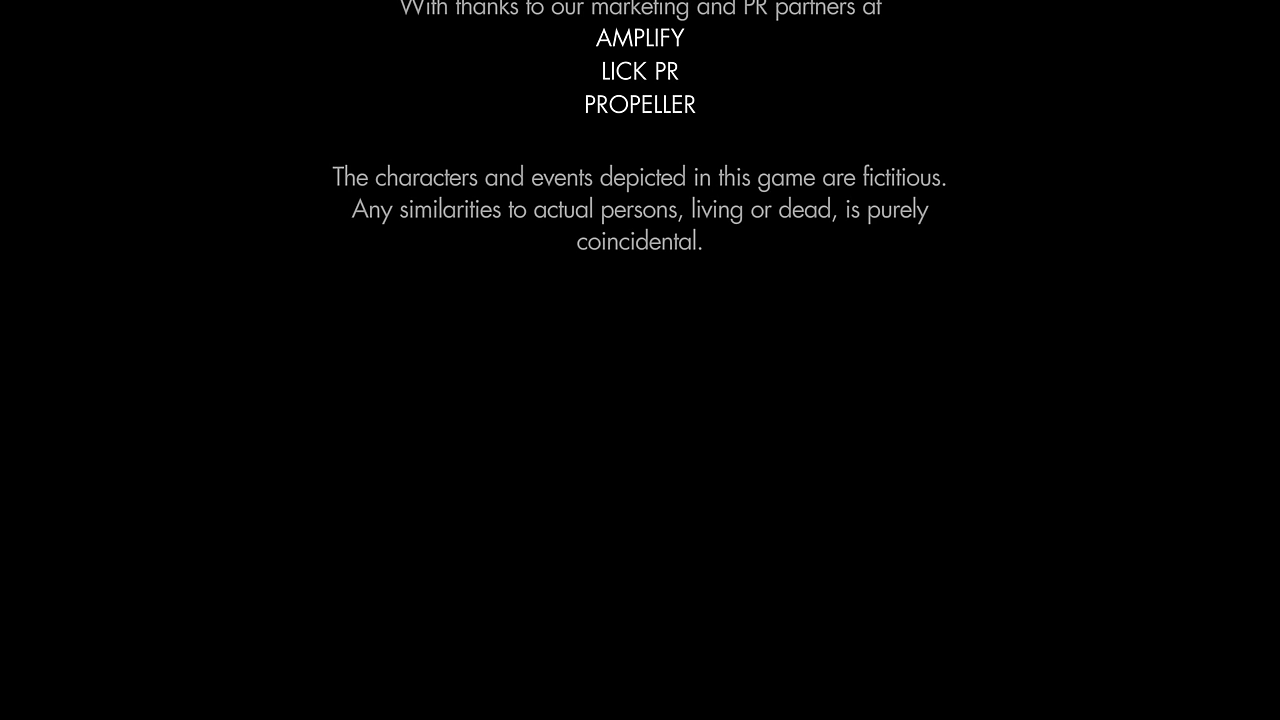 With thanks to our marketing and PR partners at
AMPLIFY
LICK PR
PROPELLER
The characters and events depicted in this game are fictitious.
Any similarities to actual persons, living or dead, is purely
coincidental.